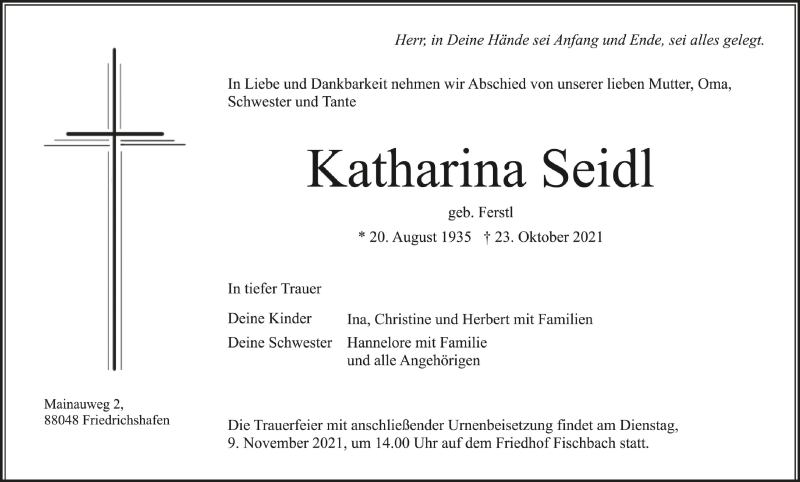 Herr, in Deine Hände sei Anfang und Ende, sei alles gelegt.
In Liebe und Dankbarkeit nehmen wir Abschied von unserer lieben Mutter, Oma,
Schwester und Tante
Katharina Seidl
geb. Ferstl
* 20. August 1935 † 23. Oktober 2021
In tiefer Trauer
Deine Kinder Ina, Christine und Herbert mit Familien
Deine Schwester Hannelore mit Familie
und alle Angehörigen
Mainauweg 2,
88048 Friedrichshafen
Die Trauerfeier mit anschließender Urnenbeisetzung findet am Dienstag,
9. November 2021, um 14.00 Uhr auf dem Friedhof Fischbach statt.